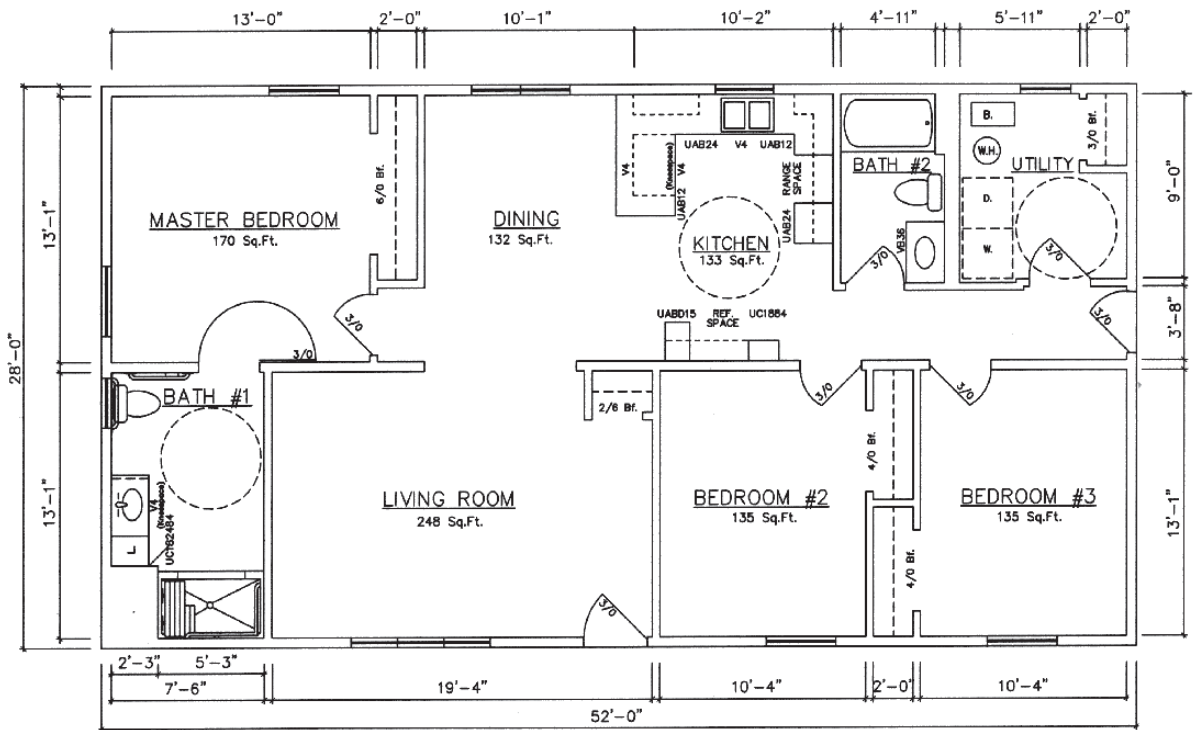 13'-0"
2'-0"
10'-1"
10'-2"
4'-11"
5'-11"
2'-0"
28'-0"
13'-1"
13'-1"
9'-0"
3'-8"
13'-1"
MASTER BEDROOM
170 Sq.Ft.
6/0 Bf.
3/0
3/0
DINING
132 Sq.Ft.
UAB24 V4 UAB12
V4
(Kneespace)
V4
UAB12
RANGE
SPACE
UAB24
KITCHEN
133 Sq.Ft.
UABD15
REF.
SPACE
UC1884
BATH #2
VB36
3/0
B.
W.H.
UTILITY
3/0 Bf.
D.
W.
3/0
3/0
BATH #1
V4
(Kneespace)
UC182484
L
LIVING ROOM
248 Sq.Ft.
2/6 Bf.
3/0
BEDROOM #2
135 Sq.Ft.
3/0
4/0 Bf.
4/0 Bf.
BEDROOM #3
135 Sq.Ft.
3/0
2'-3"
5'-3"
7'-6"
19'-4"
10'-4"
2'-0"
10'-4"
52'-0"